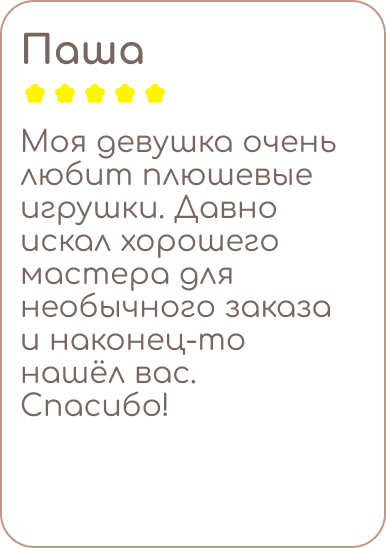 Паша
Моя девушка очень
любит плюшевые
игрушки. Давно
искал хорошего
мастера для
необычного заказа
и наконец-то
нашёл вас.
Спасибо!